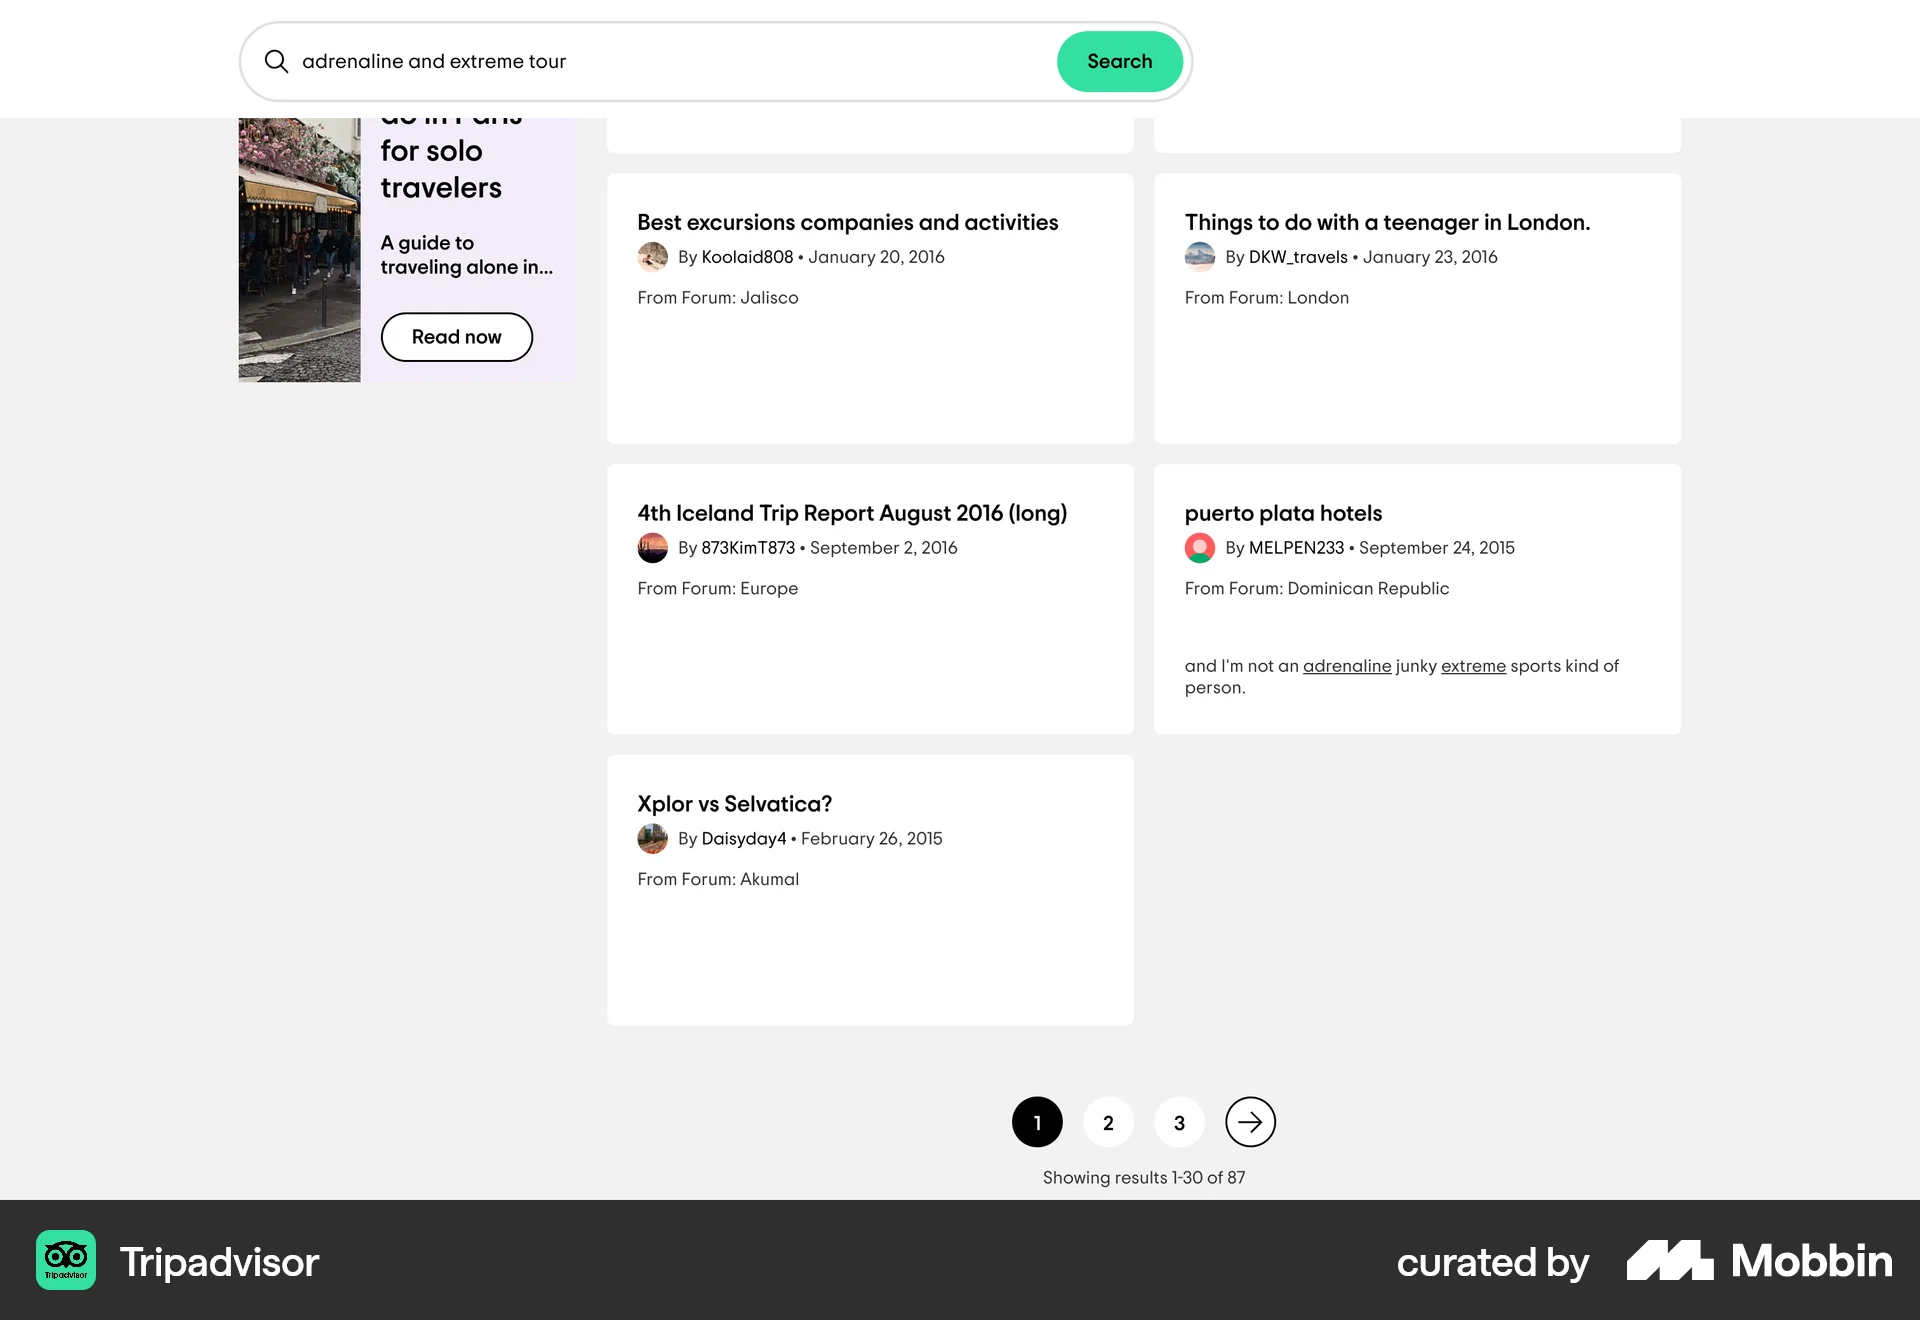 adrenaline and extreme tour
Search
do in Paris
for solo
travelers
A guide to
traveling alone in...
Read now
Best excursions companies and activities
By Koolaid808 • January 20, 2016
From Forum: Jalisco
Things to do with a teenager in London.
By DKW_travels • January 23, 2016
From Forum: London
4th Iceland Trip Report August 2016 (long)
By 873KimT873 • September 2, 2016
From Forum: Europe
puerto plata hotels
By MELPEN233 • September 24, 2015
From Forum: Dominican Republic
and I'm not an adrenaline junky extreme sports kind of
person.
Xplor vs Selvatica?
By Daisyday4 • February 26, 2015
From Forum: Akumal
1 2 3
Showing results 1-30 of 87
Tripadvisor
Tripadvisor
curated by Mobbin